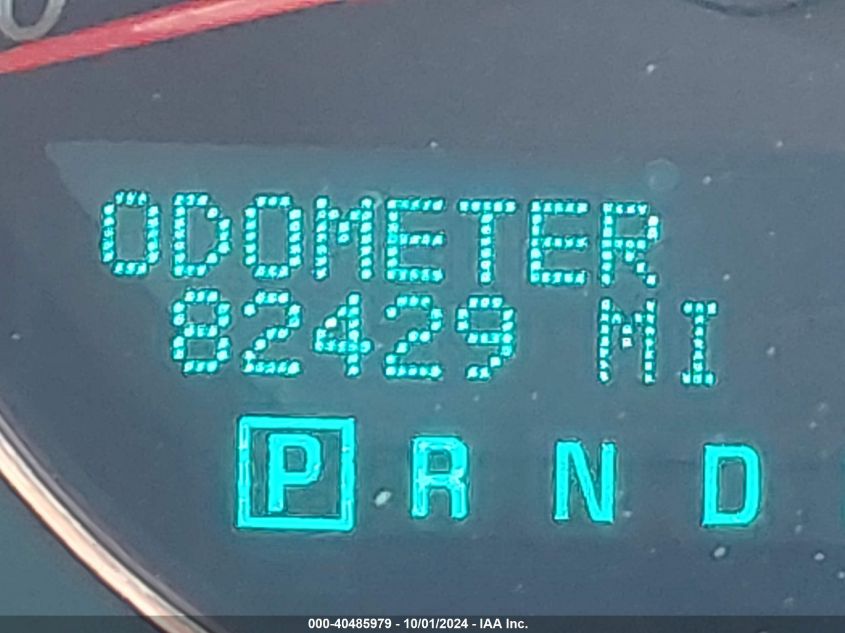 ODOMETER
82429 MI
P R N D
000-40485979 - 10/01/2024 - IAA Inc.